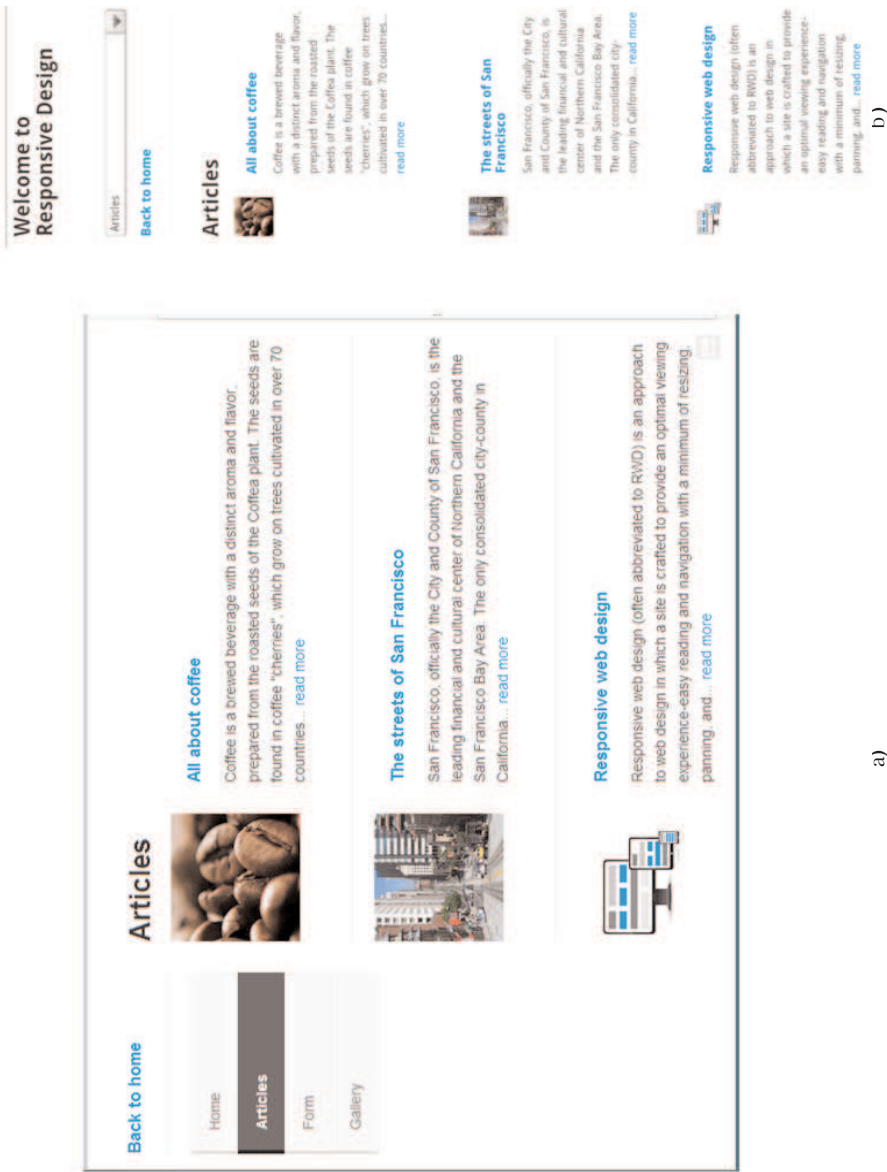 Back to home
Home
Articles
Form
Gallery
Articles
All about coffee
Coffee is a brewed beverage with a distinct aroma and flavor,
prepared from the roasted seeds of the Coffea plant. The seeds are
found in coffee "cherries", which grow on trees cultivated in over 70
countries... read more
The streets of San Francisco
San Francisco, officially the City and County of San Francisco, is the
leading financial and cultural center of Northern California and the
San Francisco Bay Area. The only consolidated city-county in
California... read more
Responsive web design
Responsive web design (often abbreviated to RWD) is an approach
to web design in which a site is crafted to provide an optimal viewing
experience-easy reading and navigation with a minimum of resizing,
panning, and... read more
a)
Welcome to
Responsive Design
Articles
Back to home
Articles
All about coffee
Coffee is a brewed beverage
with a distinct aroma and flavor,
prepared from the roasted
seeds of the Coffea plant. The
seeds are found in coffee
"cherries", which grow on trees
cultivated in over 70 countries...
read more
The streets of San
Francisco
San Francisco, officially the City
and County of San Francisco, is
the leading financial and cultural
center of Northern California
and the San Francisco Bay Area.
The only consolidated city-
county in California... read more
Responsive web design
Responsive web design (often
abbreviated to RWD) is an
approach to web design in
which a site is crafted to provide
an optimal viewing experience-
easy reading and navigation
with a minimum of resizing,
panning, and... read more
b)